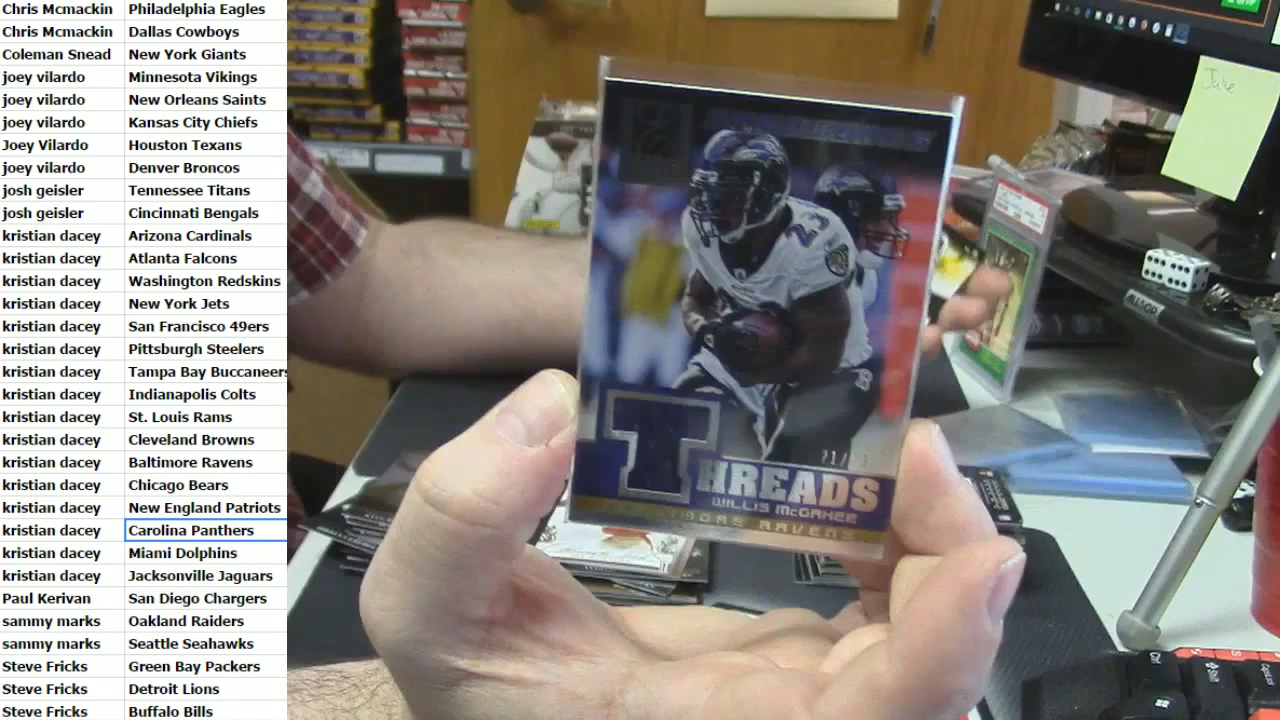 Chris Mcmackin Philadelphia Eagles
Chris Mcmackin Dallas Cowboys
Coleman Snead New York Giants
joey vilardo Minnesota Vikings
joey vilardo New Orleans Saints
joey vilardo Kansas City Chiefs
Joey Vilardo Houston Texans
joey vilardo Denver Broncos
josh geisler Tennessee Titans
josh geisler Cincinnati Bengals
kristian dacey Arizona Cardinals
kristian dacey Atlanta Falcons
kristian dacey Washington Redskins
kristian dacey New York Jets
kristian dacey San Francisco 49ers
kristian dacey Pittsburgh Steelers
kristian dacey Tampa Bay Buccaneers
kristian dacey Indianapolis Colts
kristian dacey St. Louis Rams
kristian dacey Cleveland Browns
kristian dacey Baltimore Ravens
kristian dacey Chicago Bears
kristian dacey New England Patriots
kristian dacey Carolina Panthers
kristian dacey Miami Dolphins
kristian dacey Jacksonville Jaguars
Paul Kerivan San Diego Chargers
sammy marks Oakland Raiders
sammy marks Seattle Seahawks
Steve Fricks Green Bay Packers
Steve Fricks Detroit Lions
Steve Fricks Buffalo Bills
23
THREADS
WILLIS McGAHEE
RAVENS
Jake
ALLSOP
Ctrl
Shift